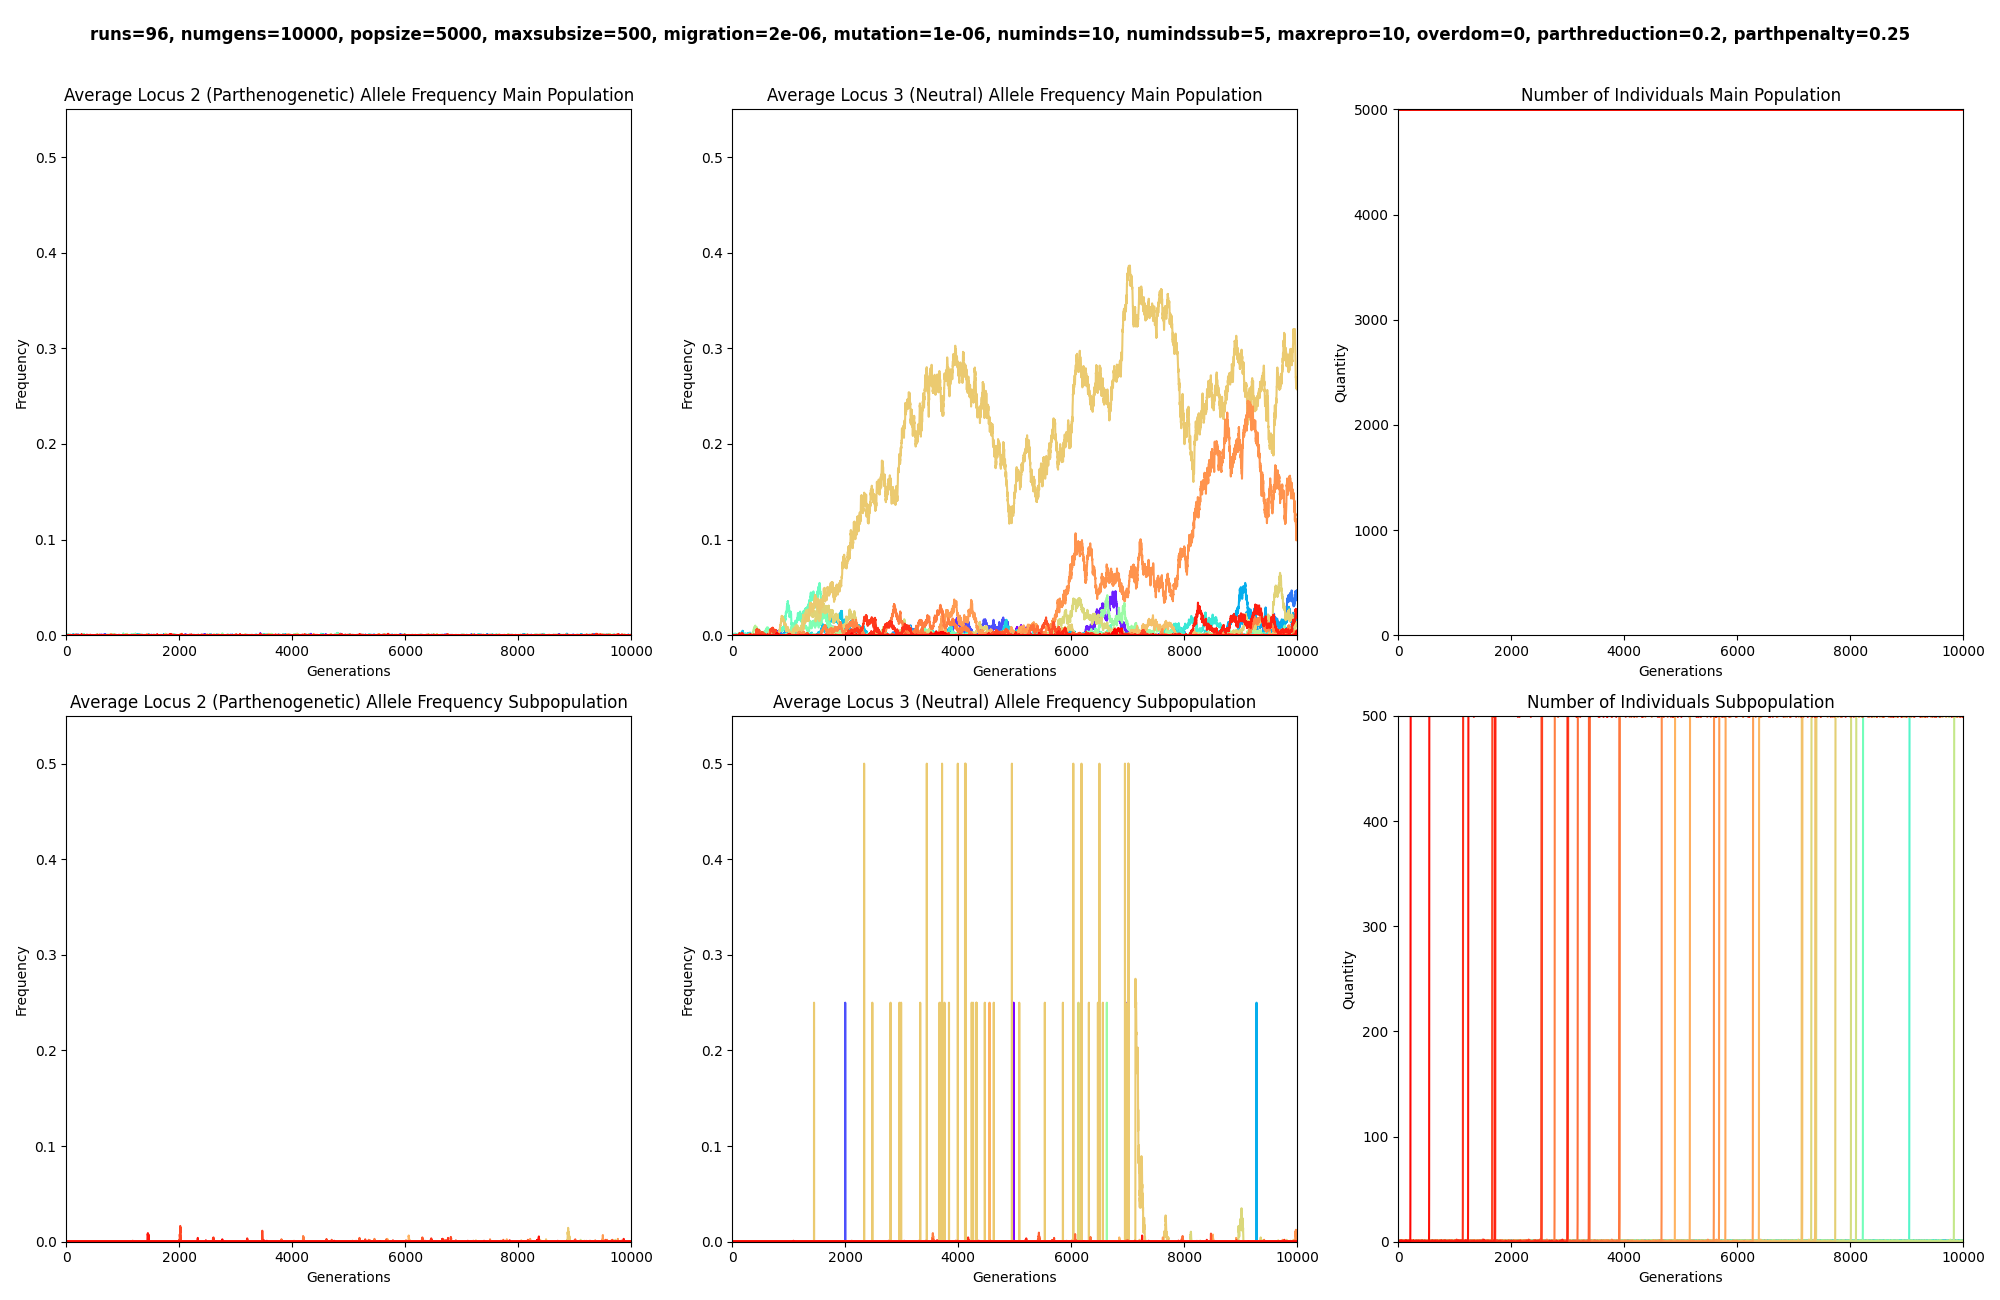 runs=96, numgens=10000, popsize=5000, maxsubsize=500, migration=2e-06, mutation=1e-06, numinds=10, numindssub=5, maxrepro=10, overdom=0, parthreduction=0.2, parthpenalty=0.25
Average Locus 2 (Parthenogenetic) Allele Frequency Main Population
0.5
0.4
0.3
0.2
0.1
0.0
Frequency
0 2000 4000 6000 8000 10000
Generations
Average Locus 3 (Neutral) Allele Frequency Main Population
0.5
0.4
0.3
0.2
0.1
0.0
Frequency
0 2000 4000 6000 8000 10000
Generations
Number of Individuals Main Population
5000
4000
3000
2000
1000
0
Quantity
0 2000 4000 6000 8000 10000
Generations
Average Locus 2 (Parthenogenetic) Allele Frequency Subpopulation
0.5
0.4
0.3
0.2
0.1
0.0
Frequency
0 2000 4000 6000 8000 10000
Generations
Average Locus 3 (Neutral) Allele Frequency Subpopulation
0.5
0.4
0.3
0.2
0.1
0.0
Frequency
0 2000 4000 6000 8000 10000
Generations
Number of Individuals Subpopulation
500
400
300
200
100
0
Quantity
0 2000 4000 6000 8000 10000
Generations